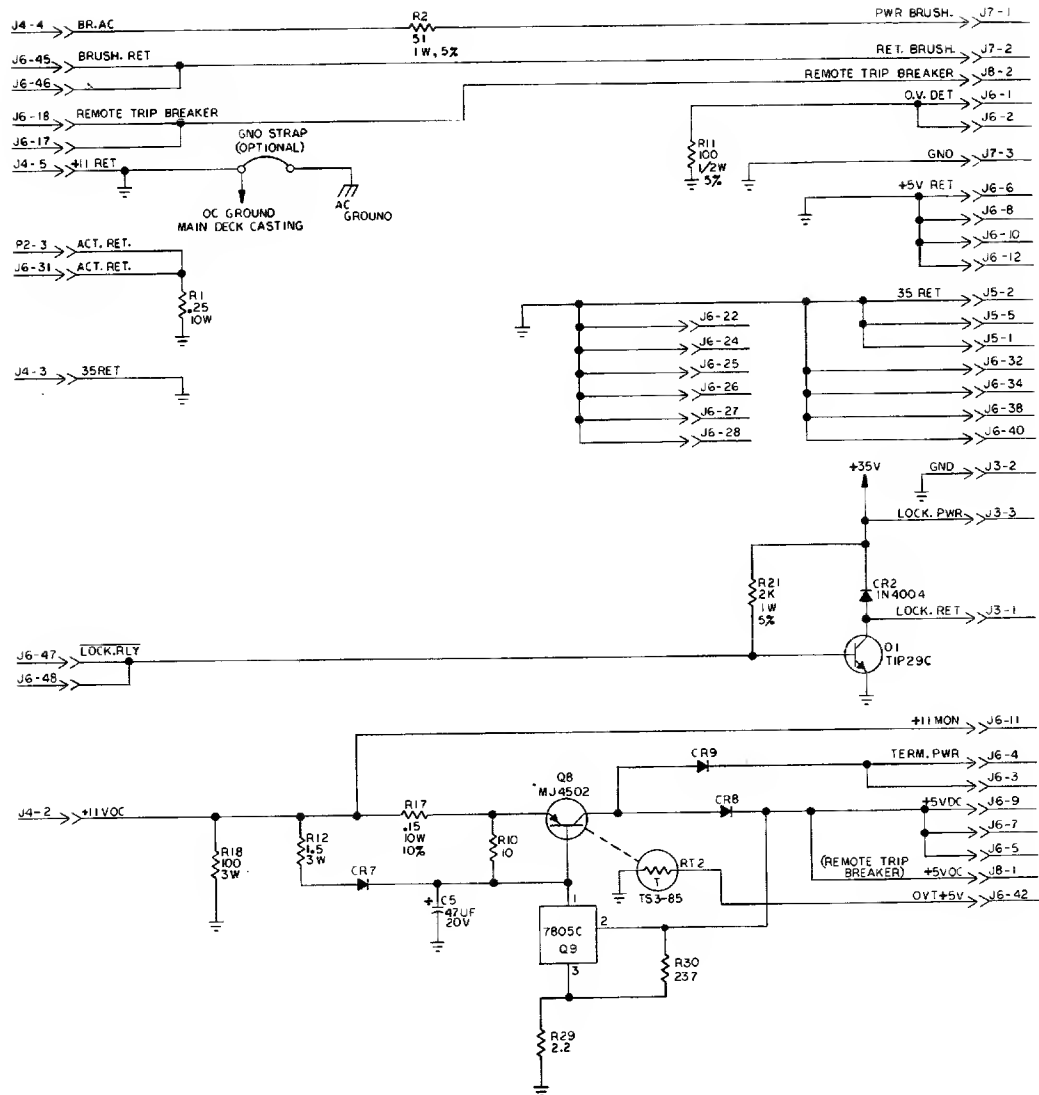 J4-4 BR.AC
R2
51
1W, 5%
PWR BRUSH. J7-1
J6-45 BRUSH. RET
RET. BRUSH. J7-2
J6-46
REMOTE TRIP BREAKER J8-2
J6-18 REMOTE TRIP BREAKER
O.V. DET J6-1
J6-2
J6-17
GNO STRAP
(OPTIONAL)
R11
100
1/2W
5%
J4-5 +11 RET
GNO J7-3
AC
GROUNO
OC GROUND
MAIN DECK CASTING
+5V RET J6-6
J6-8
J6-10
J6-12
P2-3 ACT. RET.
J6-31 ACT. RET.
R1
.25
10W
35 RET J5-2
J5-5
J5-1
J6-22
J6-24
J6-25
J6-26
J6-27
J6-28
J6-32
J6-34
J6-38
J6-40
J4-3 35RET
+35V
GND J3-2
LOCK. PWR J3-3
R21
2K
1W
5%
CR2
1N4004
LOCK. RET J3-1
J6-47 LOCK.RLY
J6-48
O1
TIP29C
+11MON J6-11
CR9
TERM. PWR J6-4
J6-3
Q8
MJ4502
CR8
+5VDC J6-9
J6-7
J6-5
J4-2 +11VOC
R17
.15
10W
10%
R18
100
3W
R12
1.5
3W
R10
10
CR7
(REMOTE TRIP
BREAKER)
+5VOC J8-1
RT2
T
TS3-85
OVT+5V J6-42
+ C5
47UF
20V
1
7805C
Q9
2
3
R30
237
R29
2.2